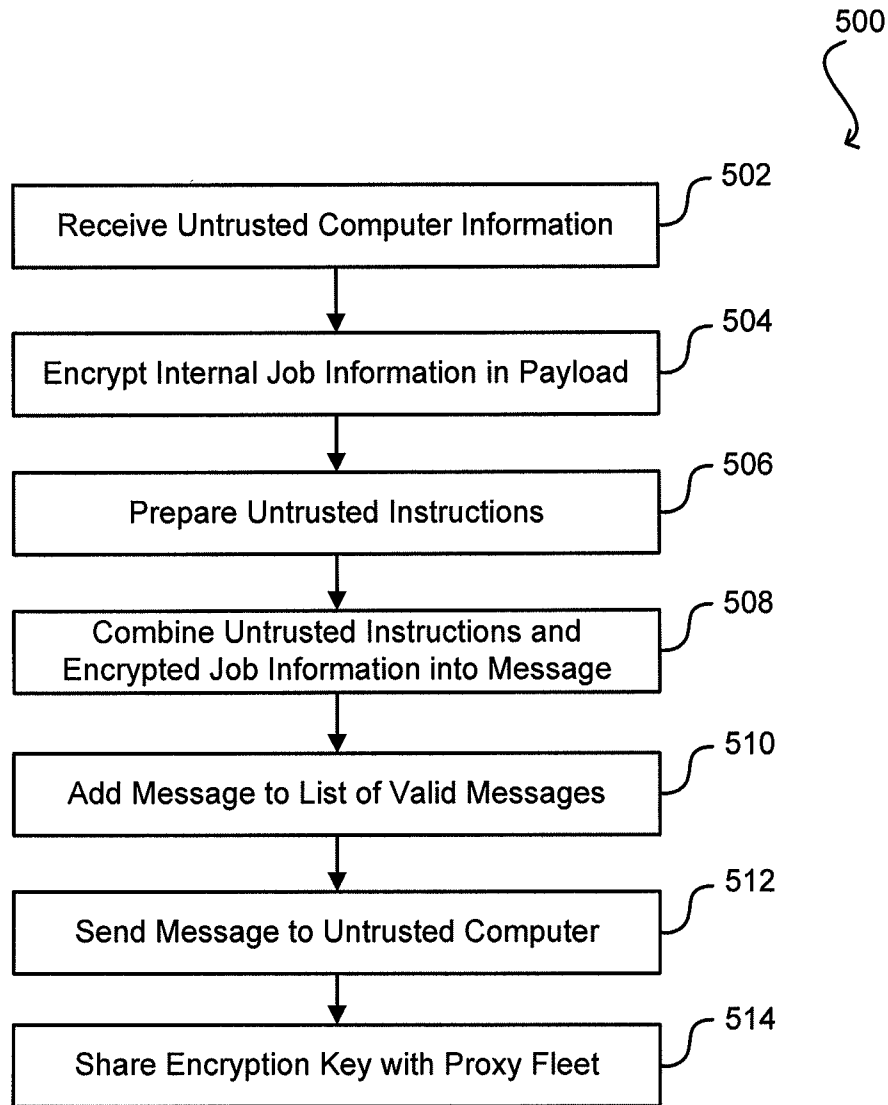 500
502
Receive Untrusted Computer Information
504
Encrypt Internal Job Information in Payload
506
Prepare Untrusted Instructions
508
Combine Untrusted Instructions and
Encrypted Job Information into Message
510
Add Message to List of Valid Messages
512
Send Message to Untrusted Computer
514
Share Encryption Key with Proxy Fleet